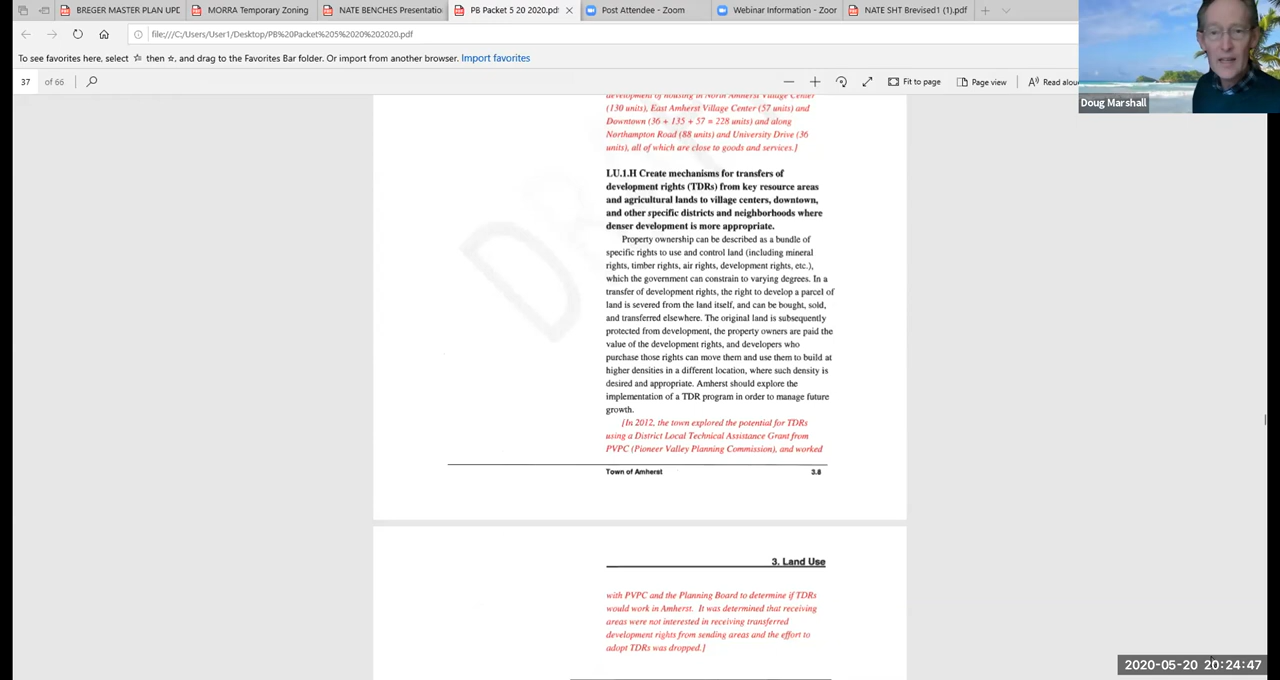 BREGER MASTER PLAN UPD
MORRA Temporary Zoning
NATE BENCHES Presentatio
PB Packet 5 20 2020.pdf
Post Attendee - Zoom
Webinar Information - Zoor
NATE SHT Brevised1 (1).pdf
file:///C:/Users/User1/Desktop/PB%20Packet%205%2020%202020.pdf
To see favorites here, select ☆ then ☆, and drag to the Favorites Bar folder. Or import from another browser. Import favorites
37 of 66
Fit to page
Page view
Read alou
Doug Marshall
development of housing in North Amherst Village Center
(130 units), East Amherst Village Center (57 units) and
Downtown (36 + 135 + 57 = 228 units) and along
Northampton Road (88 units) and University Drive (36
units), all of which are close to goods and services.]
LU.1.H Create mechanisms for transfers of
development rights (TDRs) from key resource areas
and agricultural lands to village centers, downtown,
and other specific districts and neighborhoods where
denser development is more appropriate.
Property ownership can be described as a bundle of
specific rights to use and control land (including mineral
rights, timber rights, air rights, development rights, etc.),
which the government can constrain to varying degrees. In a
transfer of development rights, the right to develop a parcel of
land is severed from the land itself, and can be bought, sold,
and transferred elsewhere. The original land is subsequently
protected from development, the property owners are paid the
value of the development rights, and developers who
purchase those rights can move them and use them to build at
higher densities in a different location, where such density is
desired and appropriate. Amherst should explore the
implementation of a TDR program in order to manage future
growth.
[In 2012, the town explored the potential for TDRs
using a District Local Technical Assistance Grant from
PVPC (Pioneer Valley Planning Commission), and worked
Town of Amherst 3.8
3. Land Use
with PVPC and the Planning Board to determine if TDRs
would work in Amherst. It was determined that receiving
areas were not interested in receiving transferred
development rights from sending areas and the effort to
adopt TDRs was dropped.]
2020-05-20 20:24:47